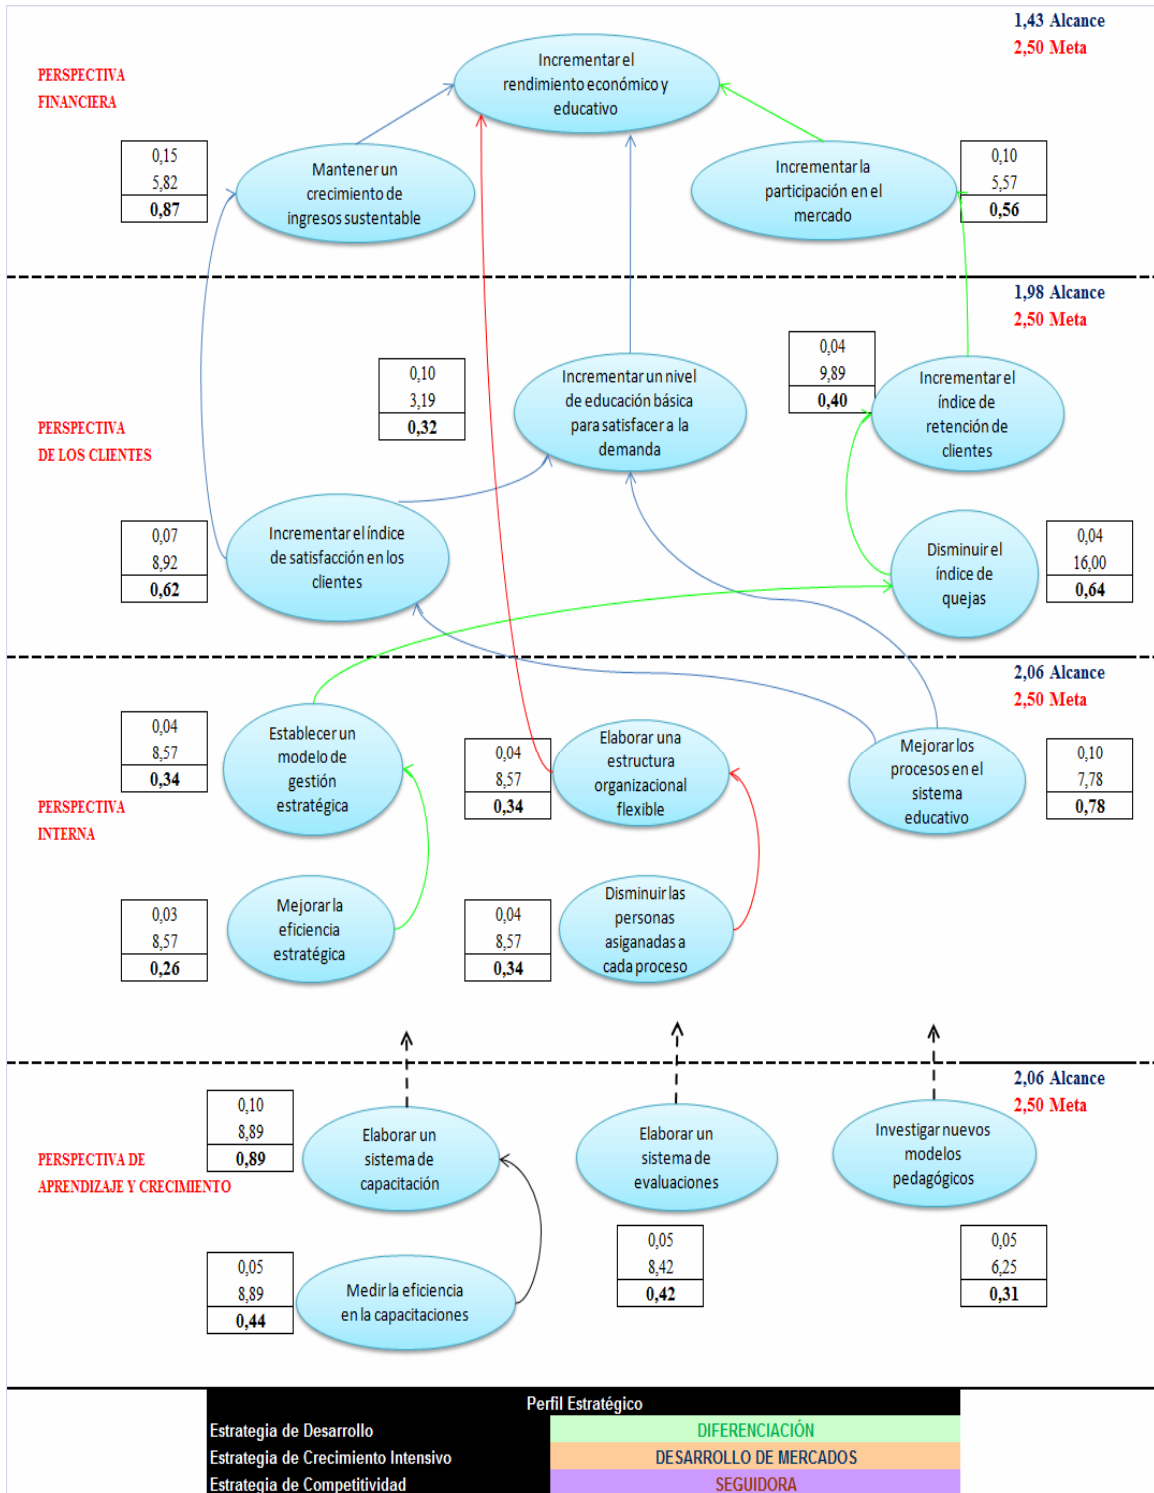 1,43 Alcance
2,50 Meta
PERSPECTIVA
FINANCIERA
Incrementar el
rendimiento económico y
educativo
0,15
5,82
0,87
Mantener un
crecimiento de
ingresos sustentable
Incrementar la
participación en el
mercado
0,10
5,57
0,56
1,98 Alcance
2,50 Meta
PERSPECTIVA
DE LOS CLIENTES
0,10
3,19
0,32
Incrementar un nivel
de educación básica
para satisfacer a la
demanda
0,04
9,89
0,40
Incrementar el
índice de
retención de
clientes
0,07
8,92
0,62
Incrementar el índice
de satisfacción en los
clientes
Disminuir el
índice de
quejas
0,04
16,00
0,64
2,06 Alcance
2,50 Meta
PERSPECTIVA
INTERNA
0,04
8,57
0,34
Establecer un
modelo de
gestión
estratégica
0,04
8,57
0,34
Elaborar una
estructura
organizacional
flexible
Mejorar los
procesos en el
sistema
educativo
0,10
7,78
0,78
0,03
8,57
0,26
Mejorar la
eficiencia
estratégica
0,04
8,57
0,34
Disminuir las
personas
asiganadas a
cada proceso
2,06 Alcance
2,50 Meta
PERSPECTIVA DE
APRENDIZAJE Y CRECIMIENTO
0,10
8,89
0,89
Elaborar un
sistema de
capacitación
Elaborar un
sistema de
evaluaciones
Investigar nuevos
modelos
pedagógicos
0,05
8,89
0,44
Medir la eficiencia
en la capacitaciones
0,05
8,42
0,42
0,05
6,25
0,31
Perfil Estratégico
Estrategia de Desarrollo DIFERENCIACIÓN
Estrategia de Crecimiento Intensivo DESARROLLO DE MERCADOS
Estrategia de Competitividad SEGUIDORA